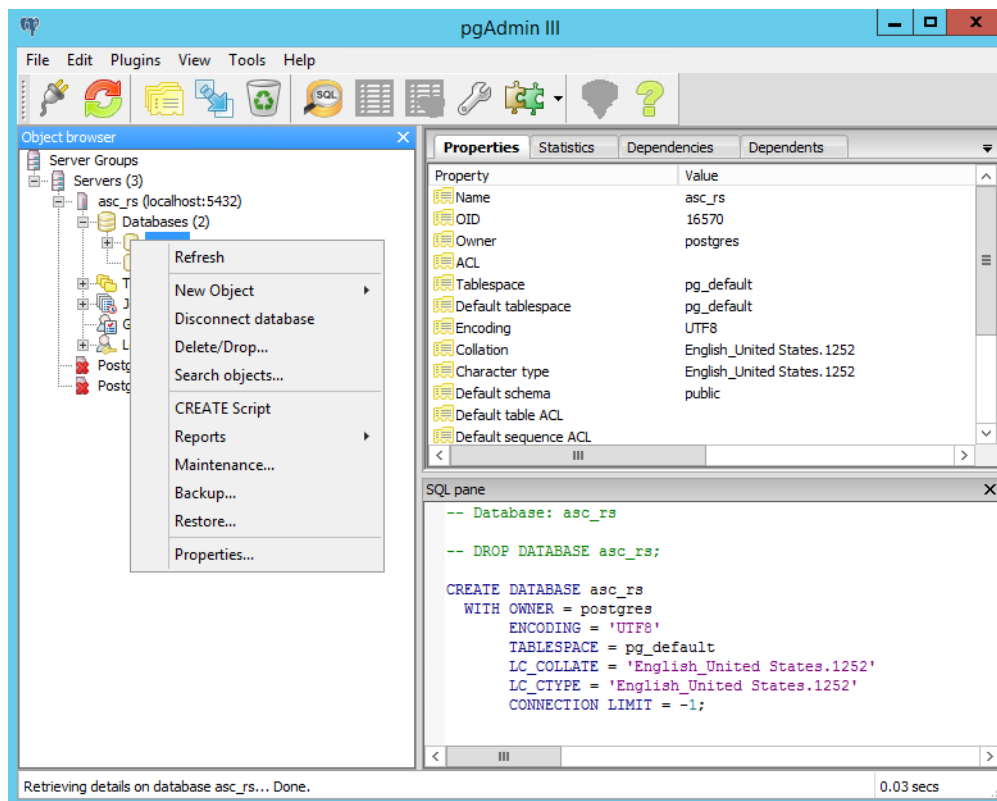 pgAdmin III
File Edit Plugins View Tools Help
SQL
Object browser
Server Groups
Servers (3)
asc_rs (localhost:5432)
Databases (2)
T
J
G
L
Postg
Postg
Refresh
New Object
Disconnect database
Delete/Drop...
Search objects...
CREATE Script
Reports
Maintenance...
Backup...
Restore...
Properties...
Properties Statistics Dependencies Dependents
Property Value
Name asc_rs
OID 16570
Owner postgres
ACL
Tablespace pg_default
Default tablespace pg_default
Encoding UTF8
Collation English_United States.1252
Character type English_United States.1252
Default schema public
Default table ACL
Default sequence ACL
SQL pane
-- Database: asc_rs
-- DROP DATABASE asc_rs;
CREATE DATABASE asc_rs
WITH OWNER = postgres
ENCODING = 'UTF8'
TABLESPACE = pg_default
LC_COLLATE = 'English_United States.1252'
LC_CTYPE = 'English_United States.1252'
CONNECTION LIMIT = -1;
Retrieving details on database asc_rs... Done. 0.03 secs